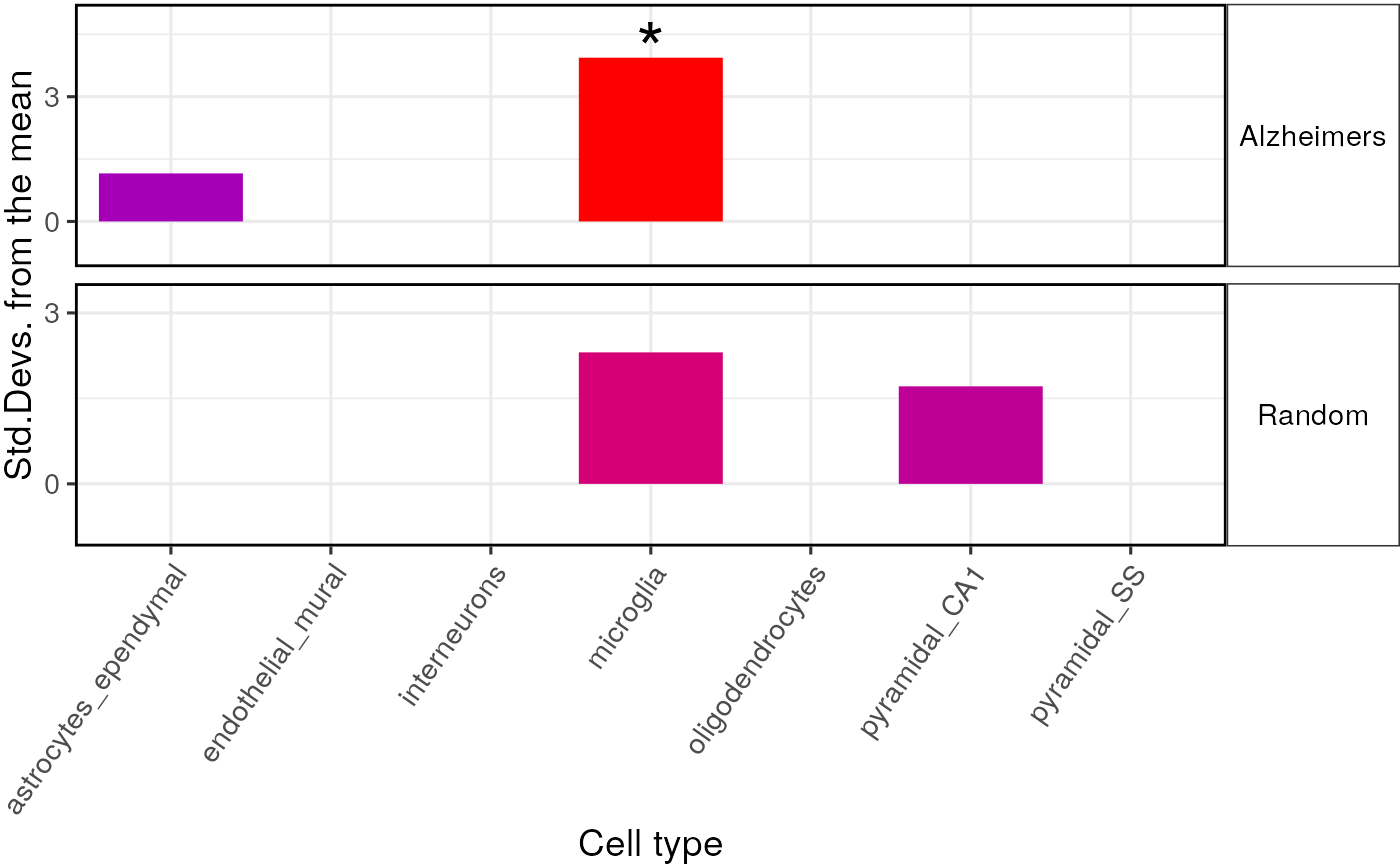 Std.Devs. from the mean
*
3
0
Alzheimers
3
0
Random
astrocytes_ependymal
endothelial_mural
interneurons
microglia
oligodendrocytes
pyramidal_CA1
pyramidal_SS
Cell type